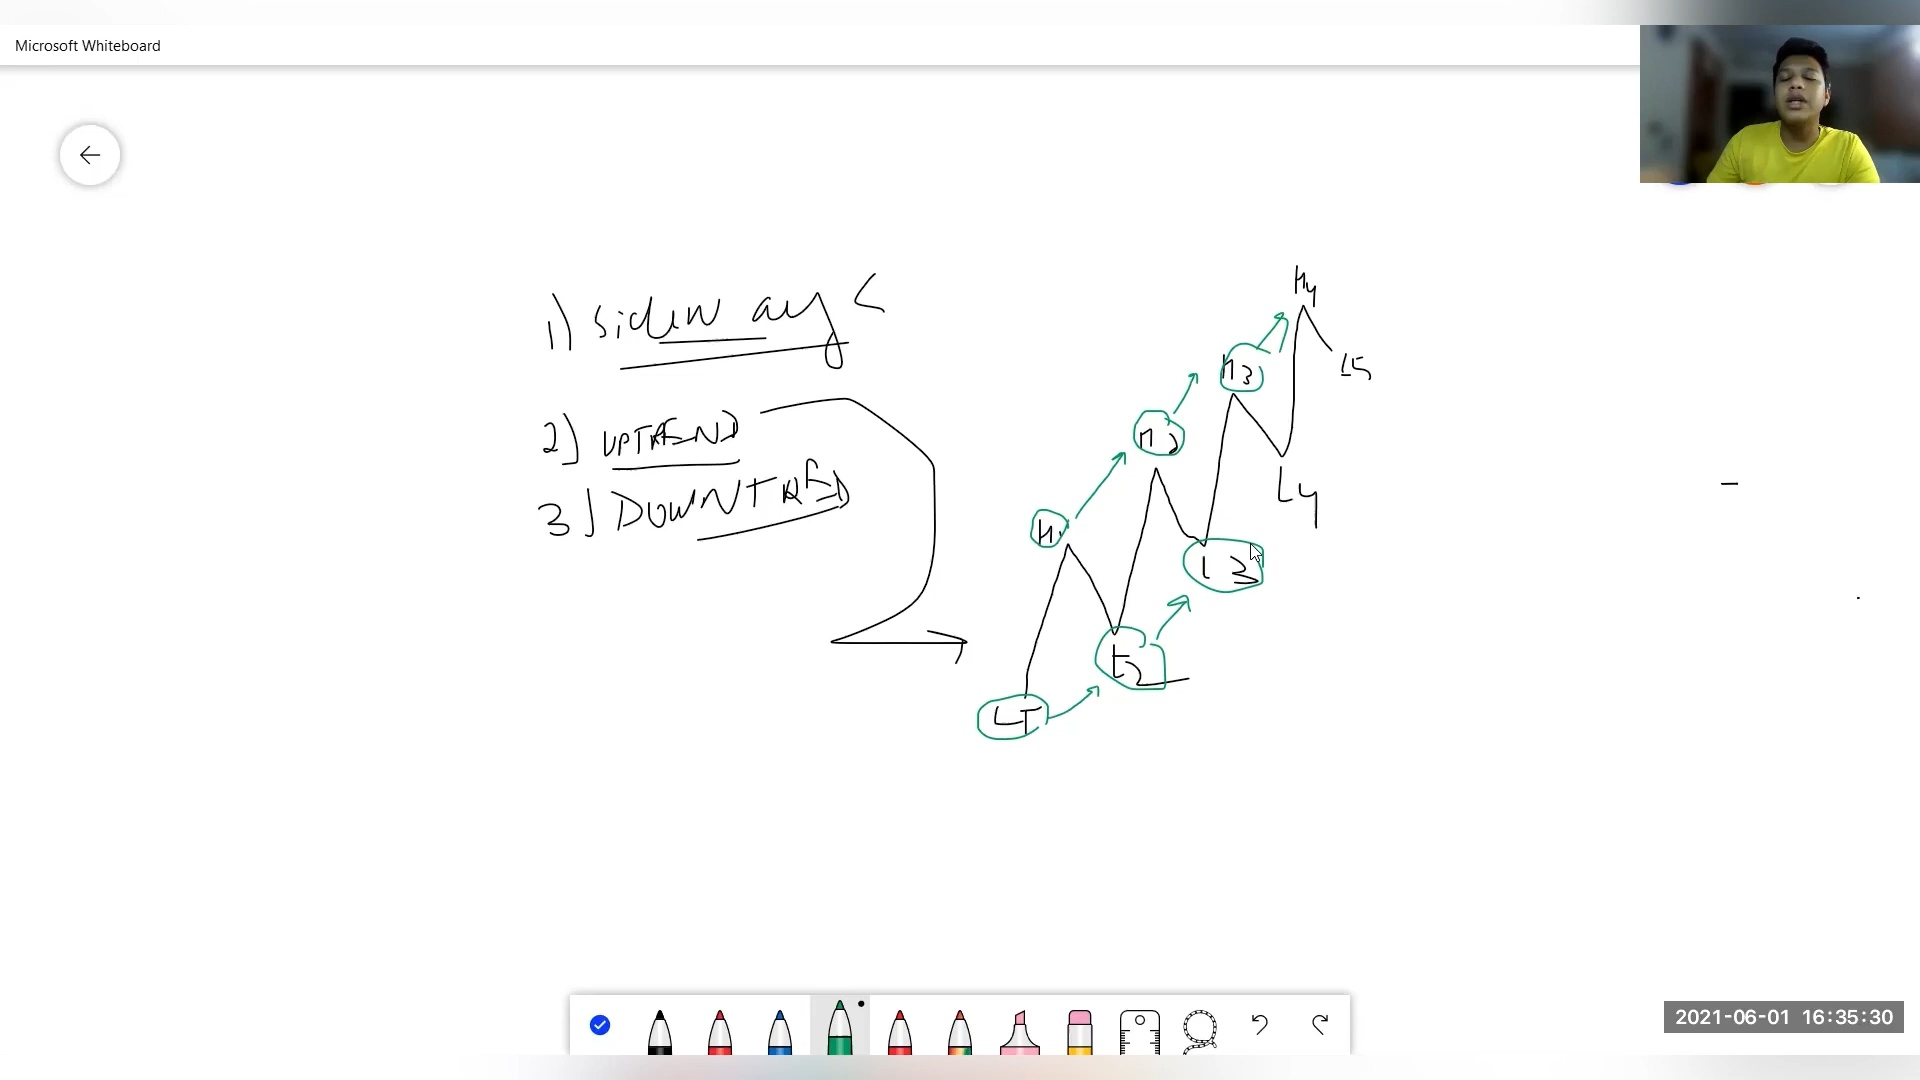 Microsoft Whiteboard
1) sideways
2) UPTREND
3) DOWNTREND
H4
H3
L5
H2
L4
H1
L3
L2
L1
2021-06-01 16:35:30